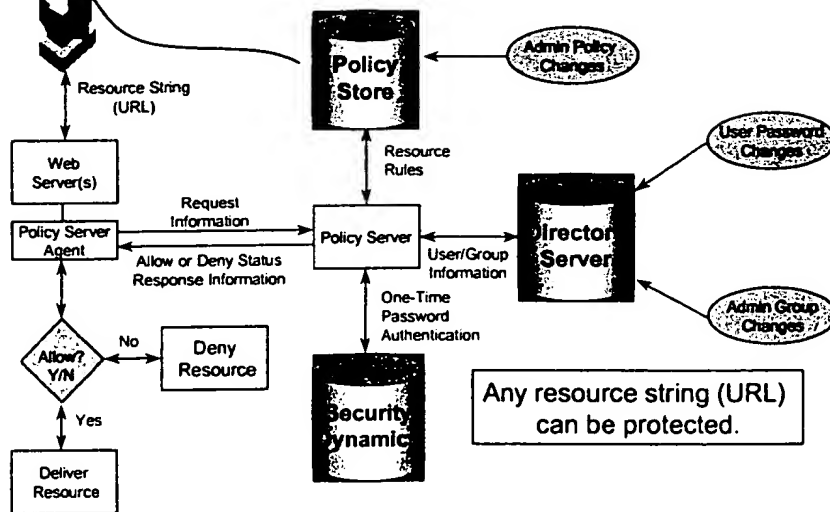 Resource String
(URL)
Policy
Store
Admin Policy
Changes
Web
Server(s)
Resource
Rules
User Password
Changes
Request
Information
Policy Server
Agent
Allow or Deny Status
Response Information
Policy Server
User/Group
Information
Director
Server
One-Time
Password
Authentication
Admin Group
Changes
Allow?
Y/N
No
Deny
Resource
Yes
Security
ynamic
Any resource string (URL)
can be protected.
Deliver
Resource